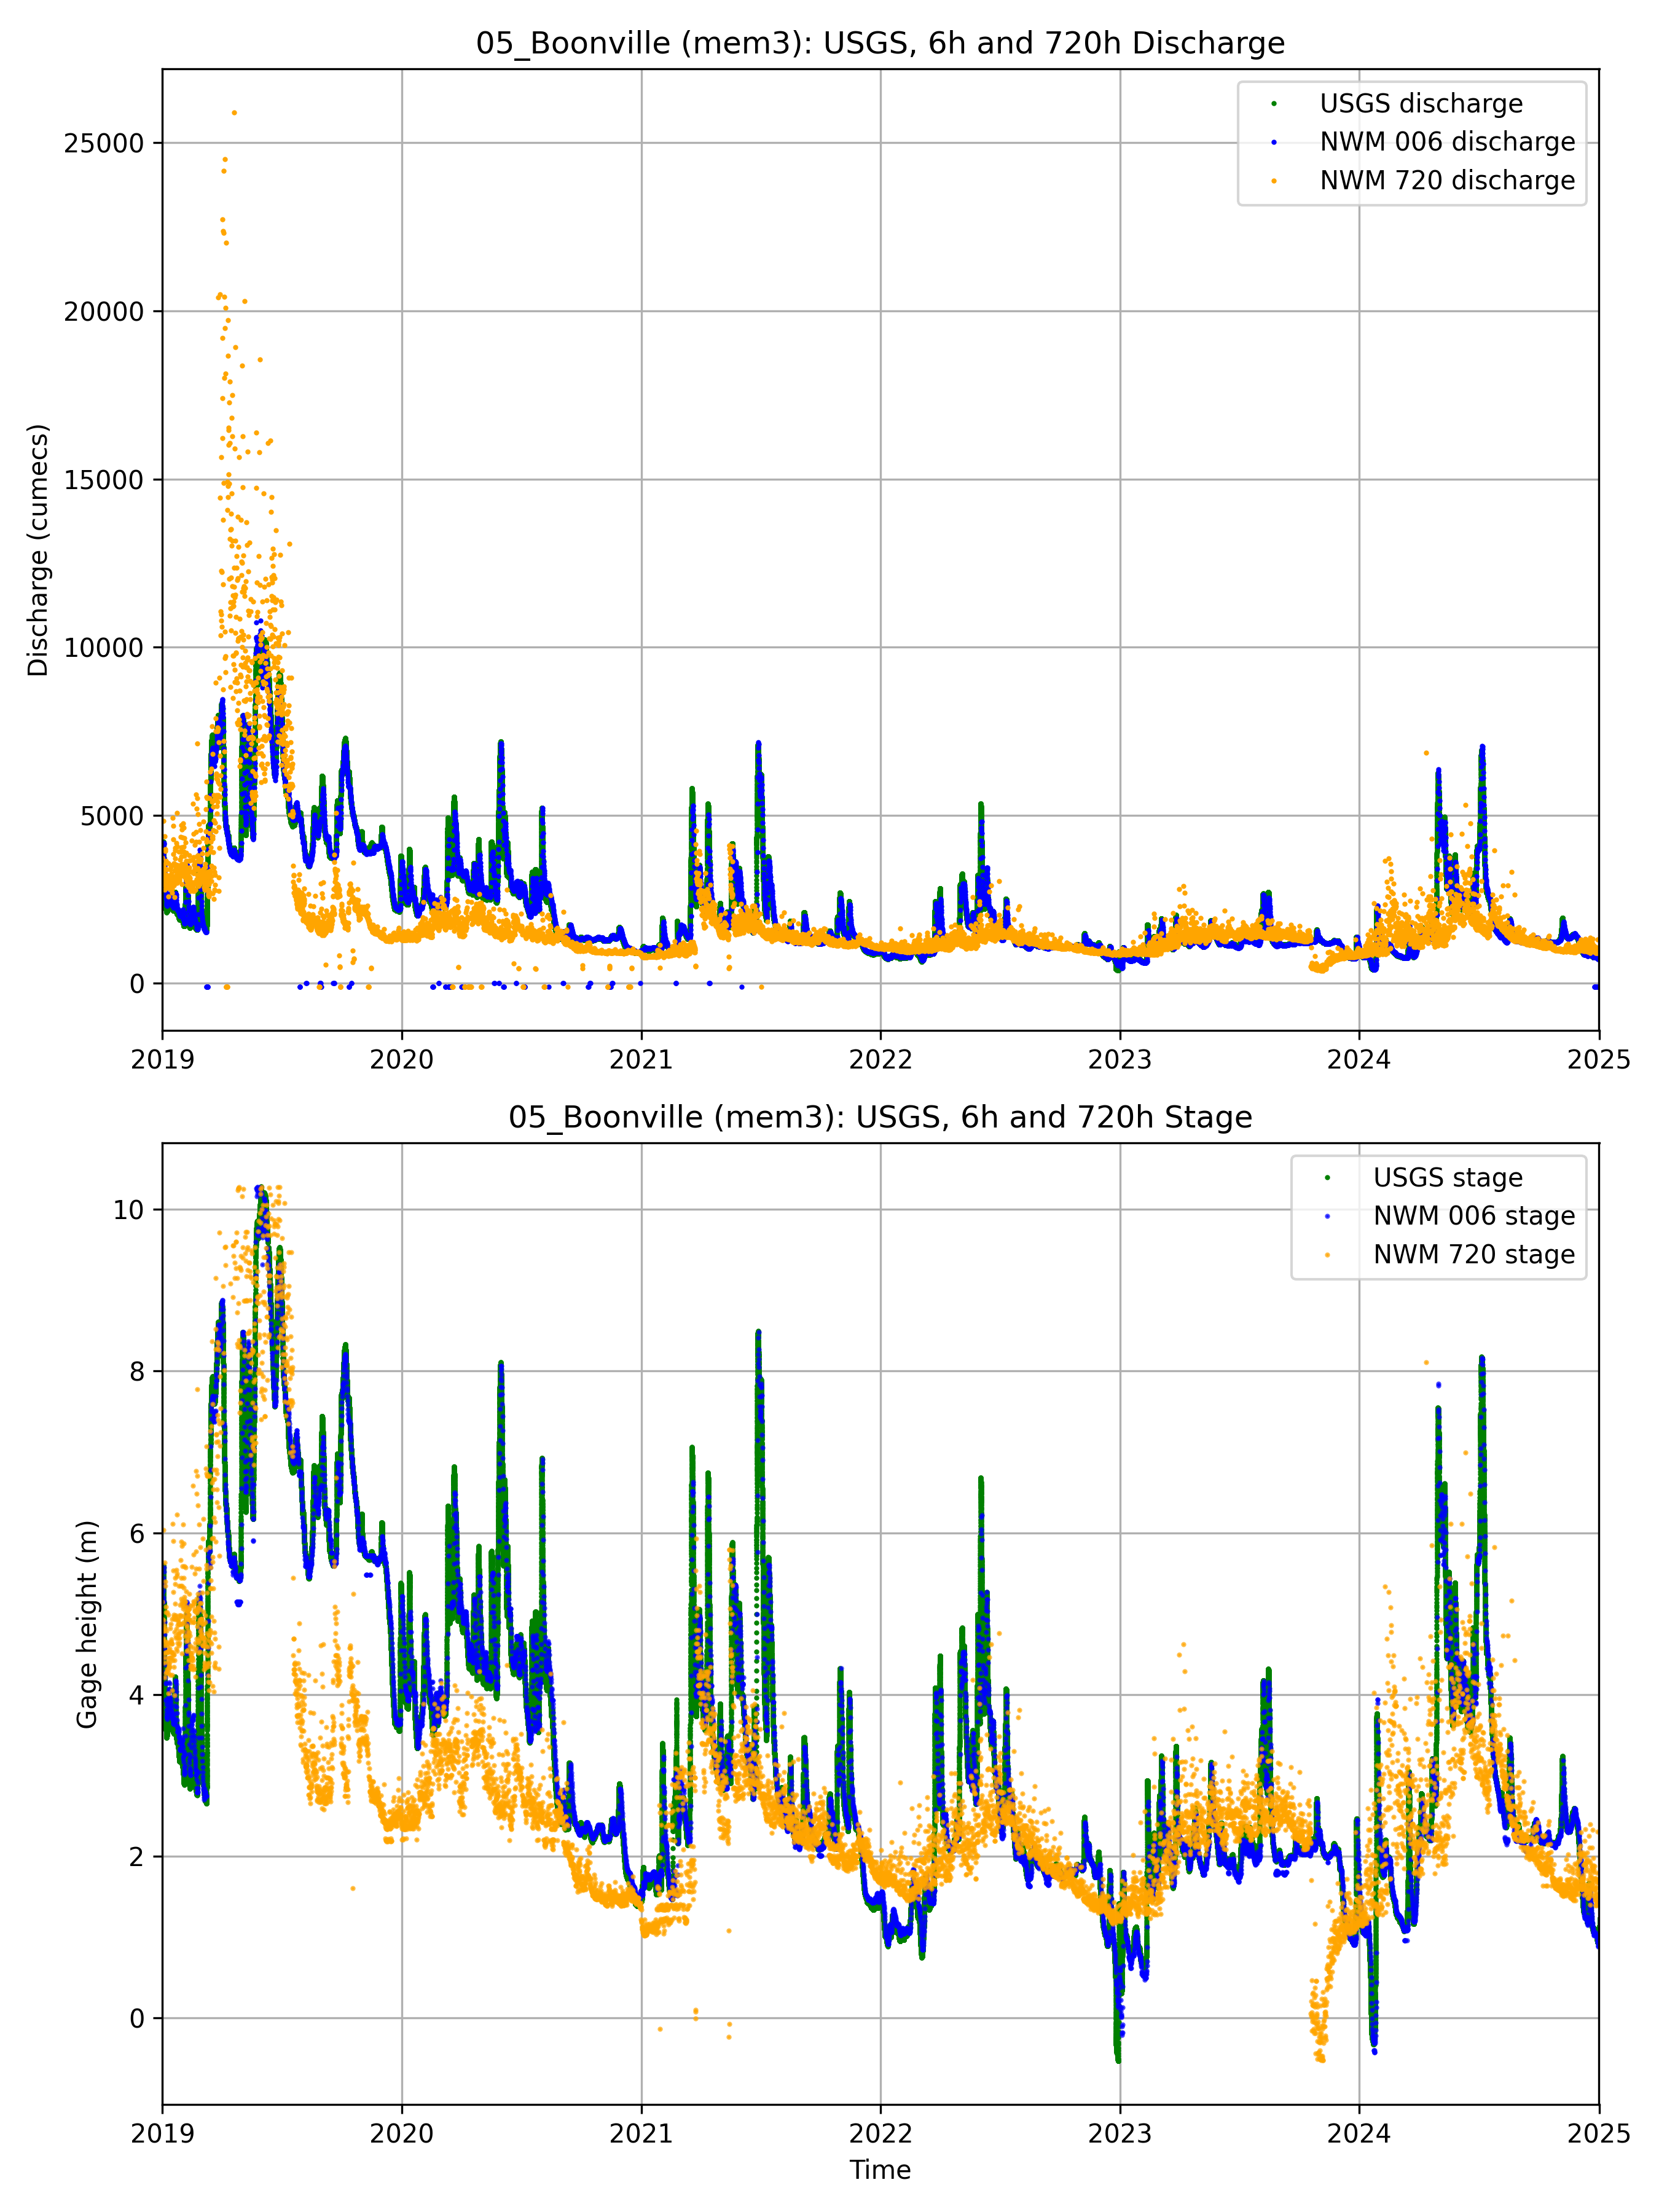 05_Boonville (mem3): USGS, 6h and 720h Discharge
USGS discharge
NWM 006 discharge
NWM 720 discharge
Discharge (cumecs)
25000
20000
15000
10000
5000
0
2019 2020 2021 2022 2023 2024 2025
05_Boonville (mem3): USGS, 6h and 720h Stage
USGS stage
NWM 006 stage
NWM 720 stage
Gage height (m)
10
8
6
4
2
0
2019 2020 2021 2022 2023 2024 2025
Time